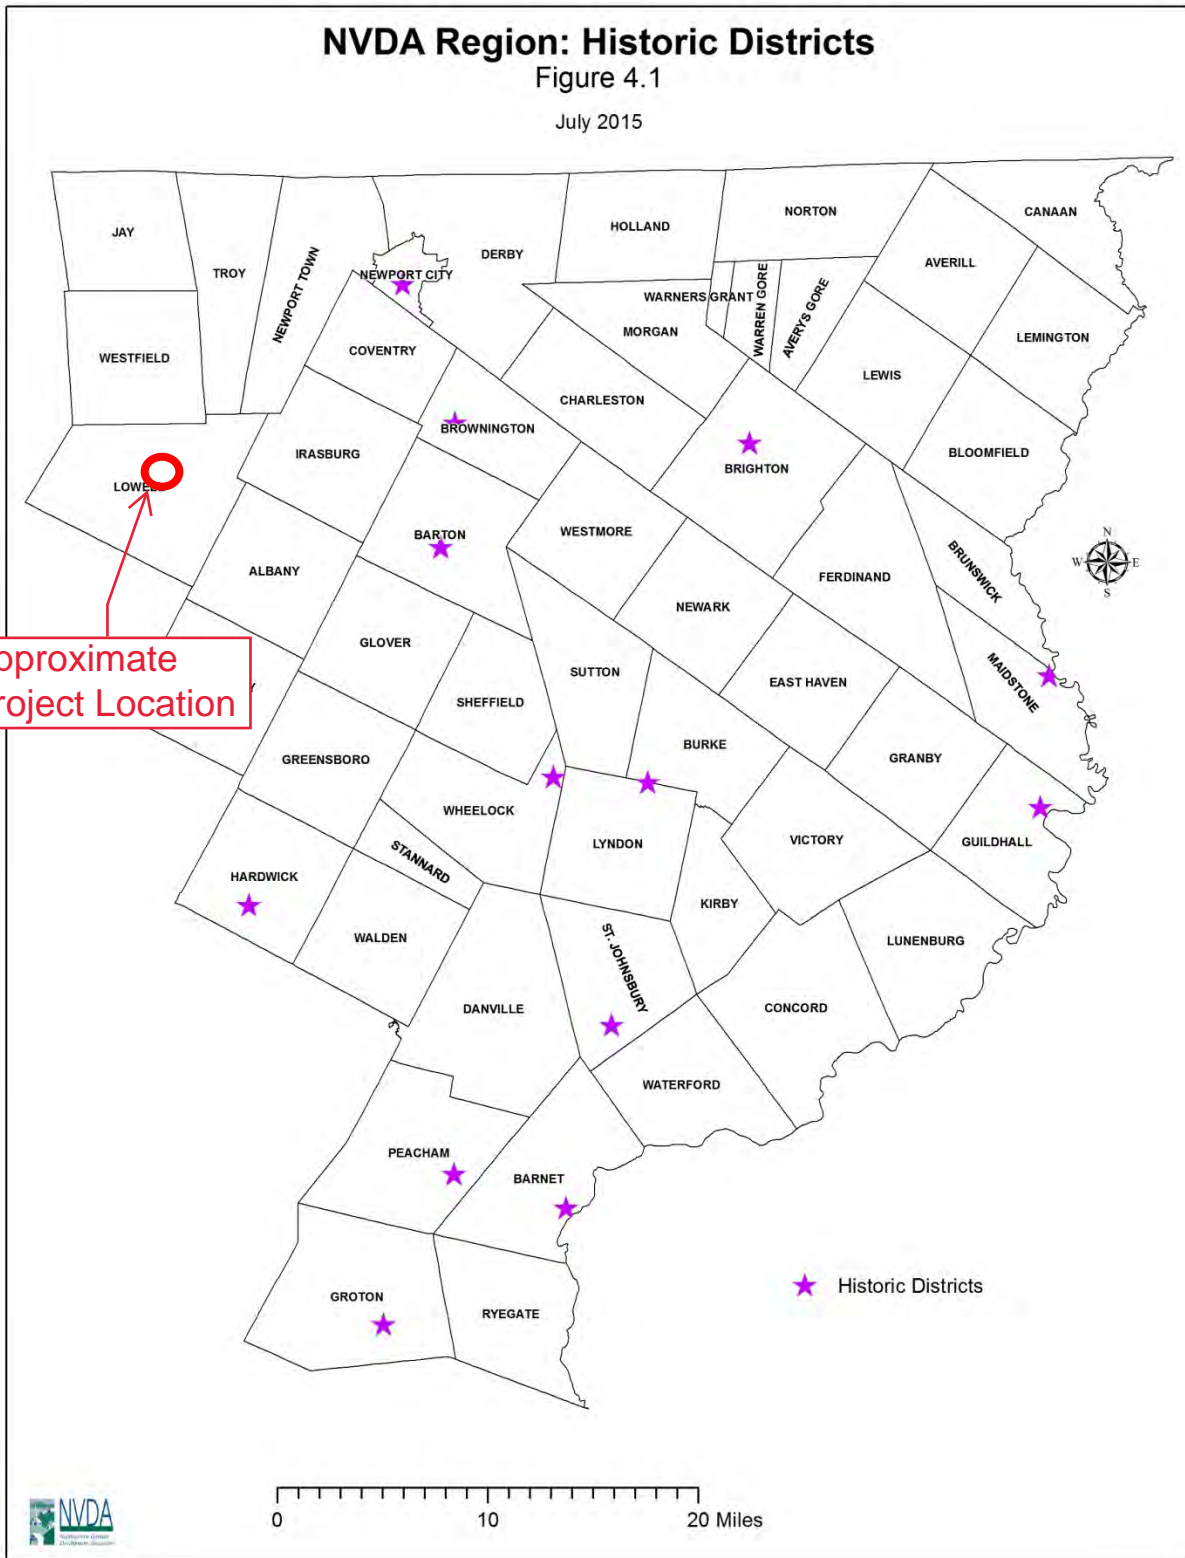 NVDA Region: Historic Districts
Figure 4.1
July 2015
CANAAN
NORTON
HOLLAND
JAY
DERBY
AVERILL
TROY
NEWPORT TOWN
NEWPORT CITY
WARNERS GRANT
WARREN GORE
AVERYS GORE
MORGAN
LEMINGTON
COVENTRY
WESTFIELD
LEWIS
CHARLESTON
BROWNINGTON
IRASBURG
BLOOMFIELD
BRIGHTON
LOWELL
BARTON
WESTMORE
N
W E
S
BRUNSWICK
ALBANY
FERDINAND
NEWARK
GLOVER
Approximate
Project Location
SUTTON
EAST HAVEN
MAIDSTONE
SHEFFIELD
BURKE
GREENSBORO
GRANBY
WHEELOCK
LYNDON
VICTORY
GUILDHALL
STANNARD
HARDWICK
KIRBY
WALDEN
LUNENBURG
ST. JOHNSBURY
DANVILLE
CONCORD
WATERFORD
PEACHAM
BARNET
Historic Districts
GROTON
RYEGATE
NVDA
0 10 20 Miles